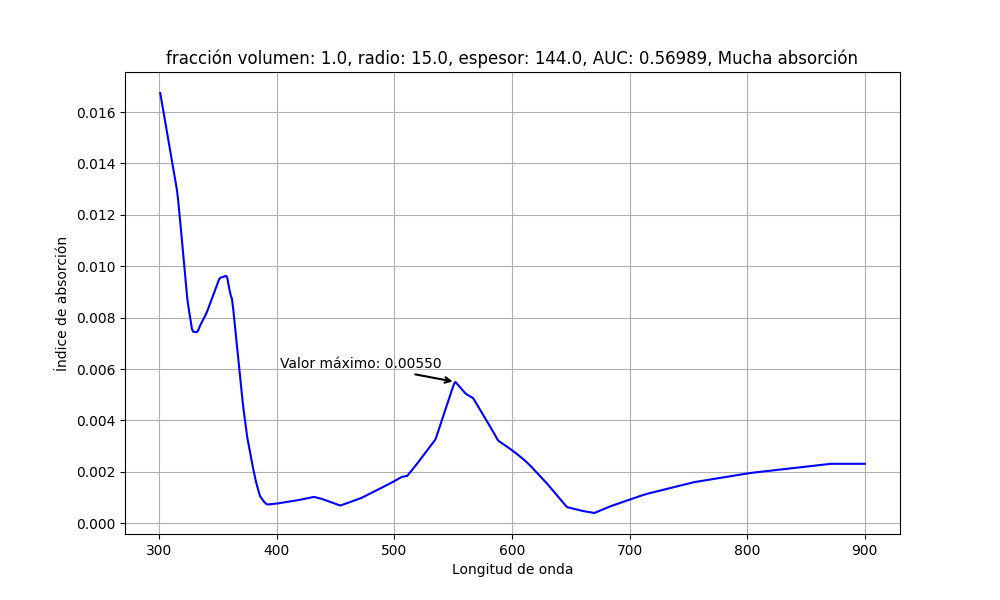 fracción volumen: 1.0, radio: 15.0, espesor: 144.0, AUC: 0.56989, Mucha absorción
Índice de absorción
0.016
0.014
0.012
0.010
0.008
0.006
0.004
0.002
0.000
Valor máximo: 0.00550
300 400 500 600 700 800 900
Longitud de onda